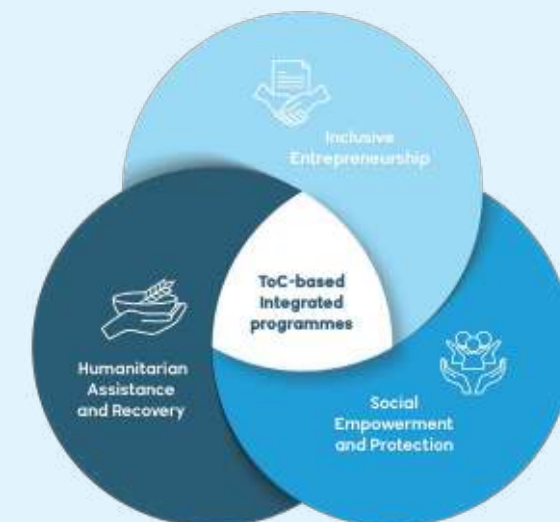 Inclusive
Entrepreneurship
ToC-based
Integrated
programmes
Humanitarian
Assistance
and Recovery
Social
Empowerment
and Protection